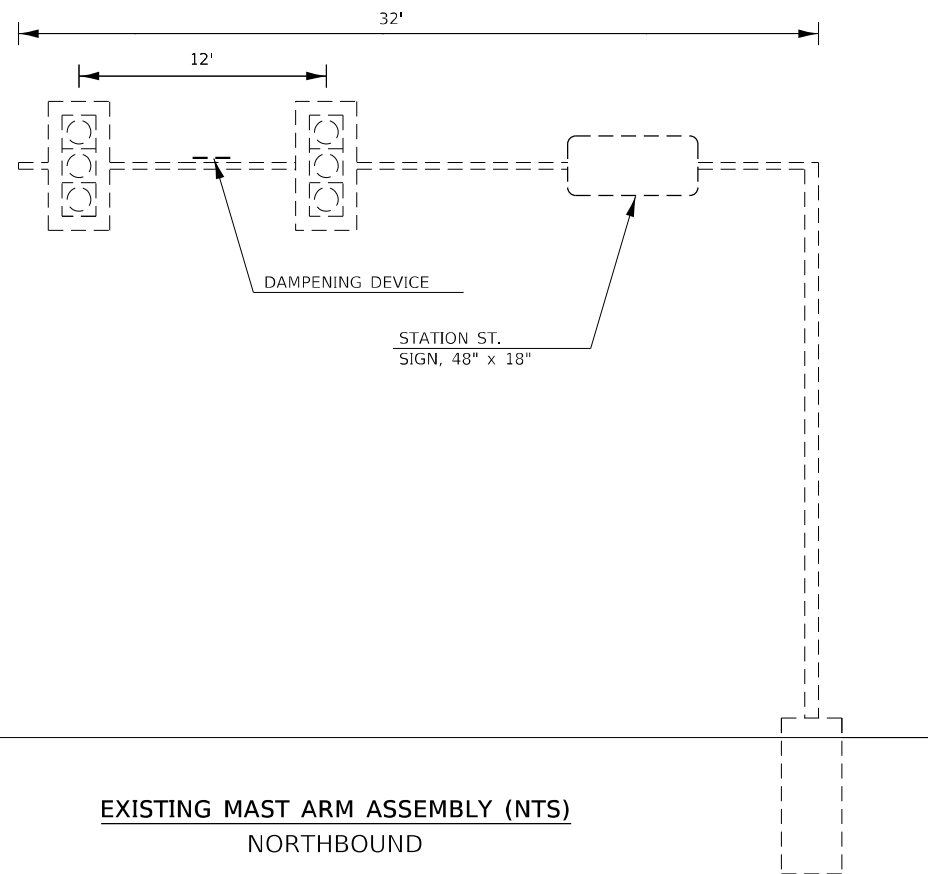 32'
12'
DAMPENING DEVICE
STATION ST.
SIGN, 48" x 18"
EXISTING MAST ARM ASSEMBLY (NTS)
NORTHBOUND